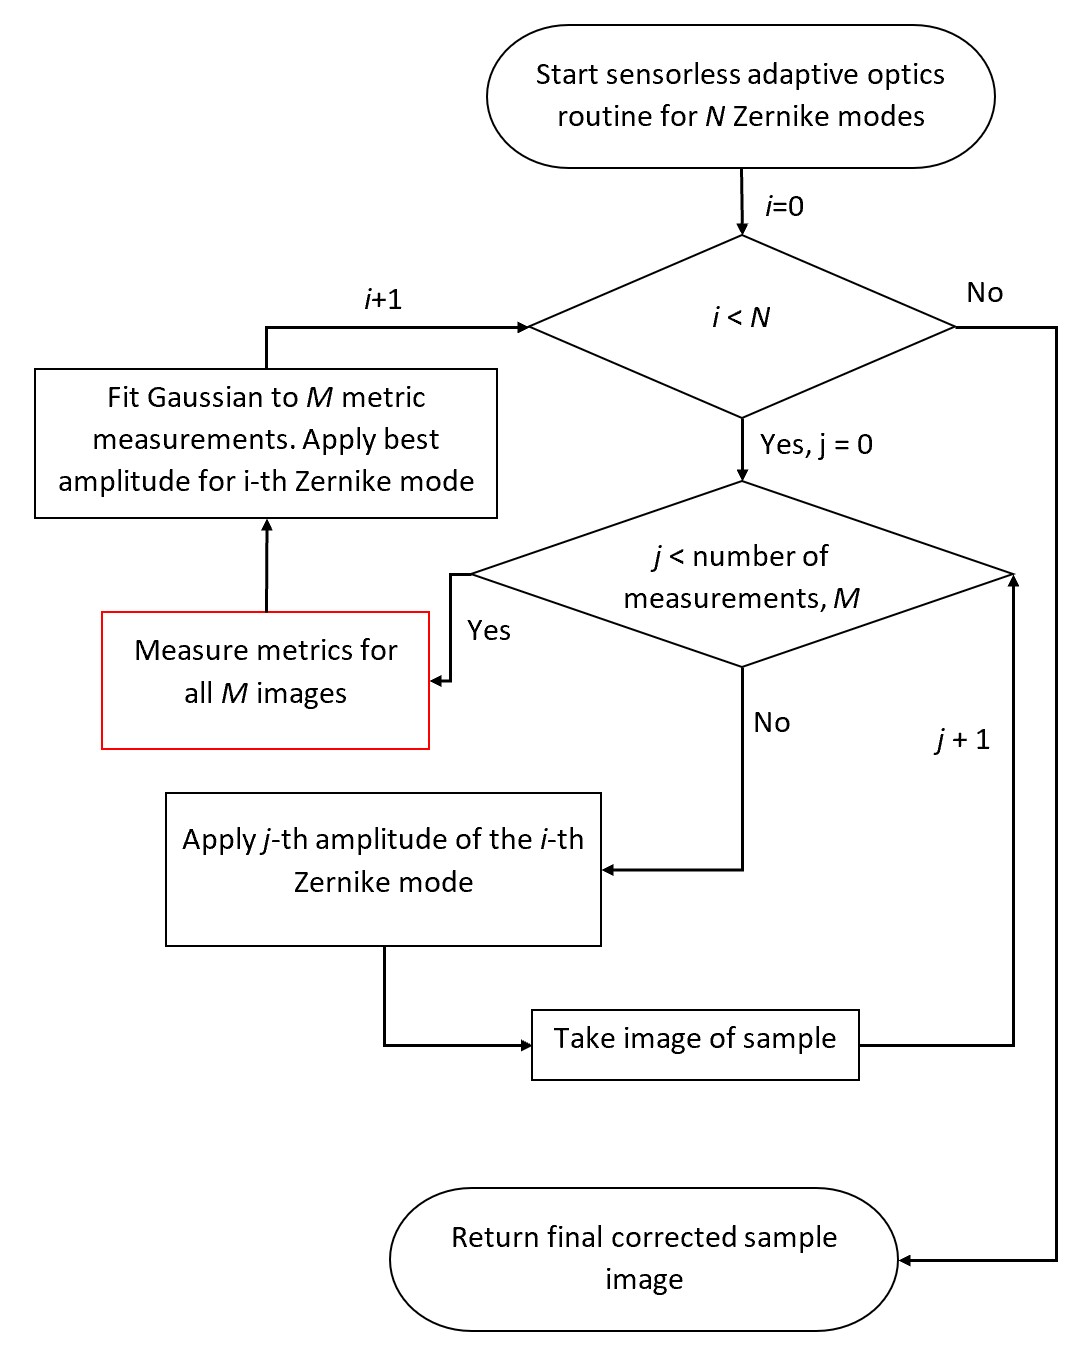 Start sensorless adaptive optics
routine for N Zernike modes
i=0
i < N
No
i+1
Fit Gaussian to M metric
measurements. Apply best
amplitude for i-th Zernike mode
Yes, j = 0
j < number of
measurements, M
Yes
Measure metrics for
all M images
No
j + 1
Apply j-th amplitude of the i-th
Zernike mode
Take image of sample
Return final corrected sample
image